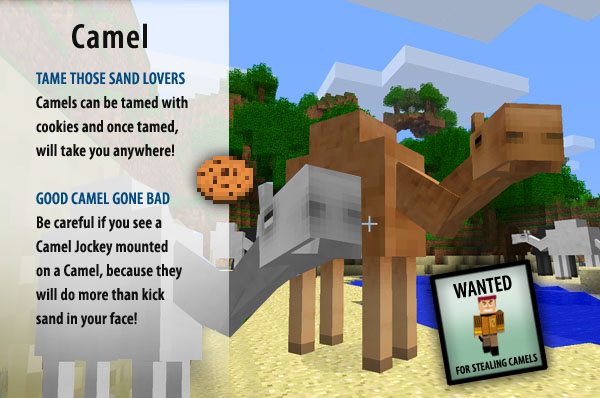 Camel
TAME THOSE SAND LOVERS
Camels can be tamed with
cookies and once tamed,
will take you anywhere!
GOOD CAMEL GONE BAD
Be careful if you see a
Camel Jockey mounted
on a Camel, because they
will do more than kick
sand in your face!
WANTED
FOR STEALING CAMELS